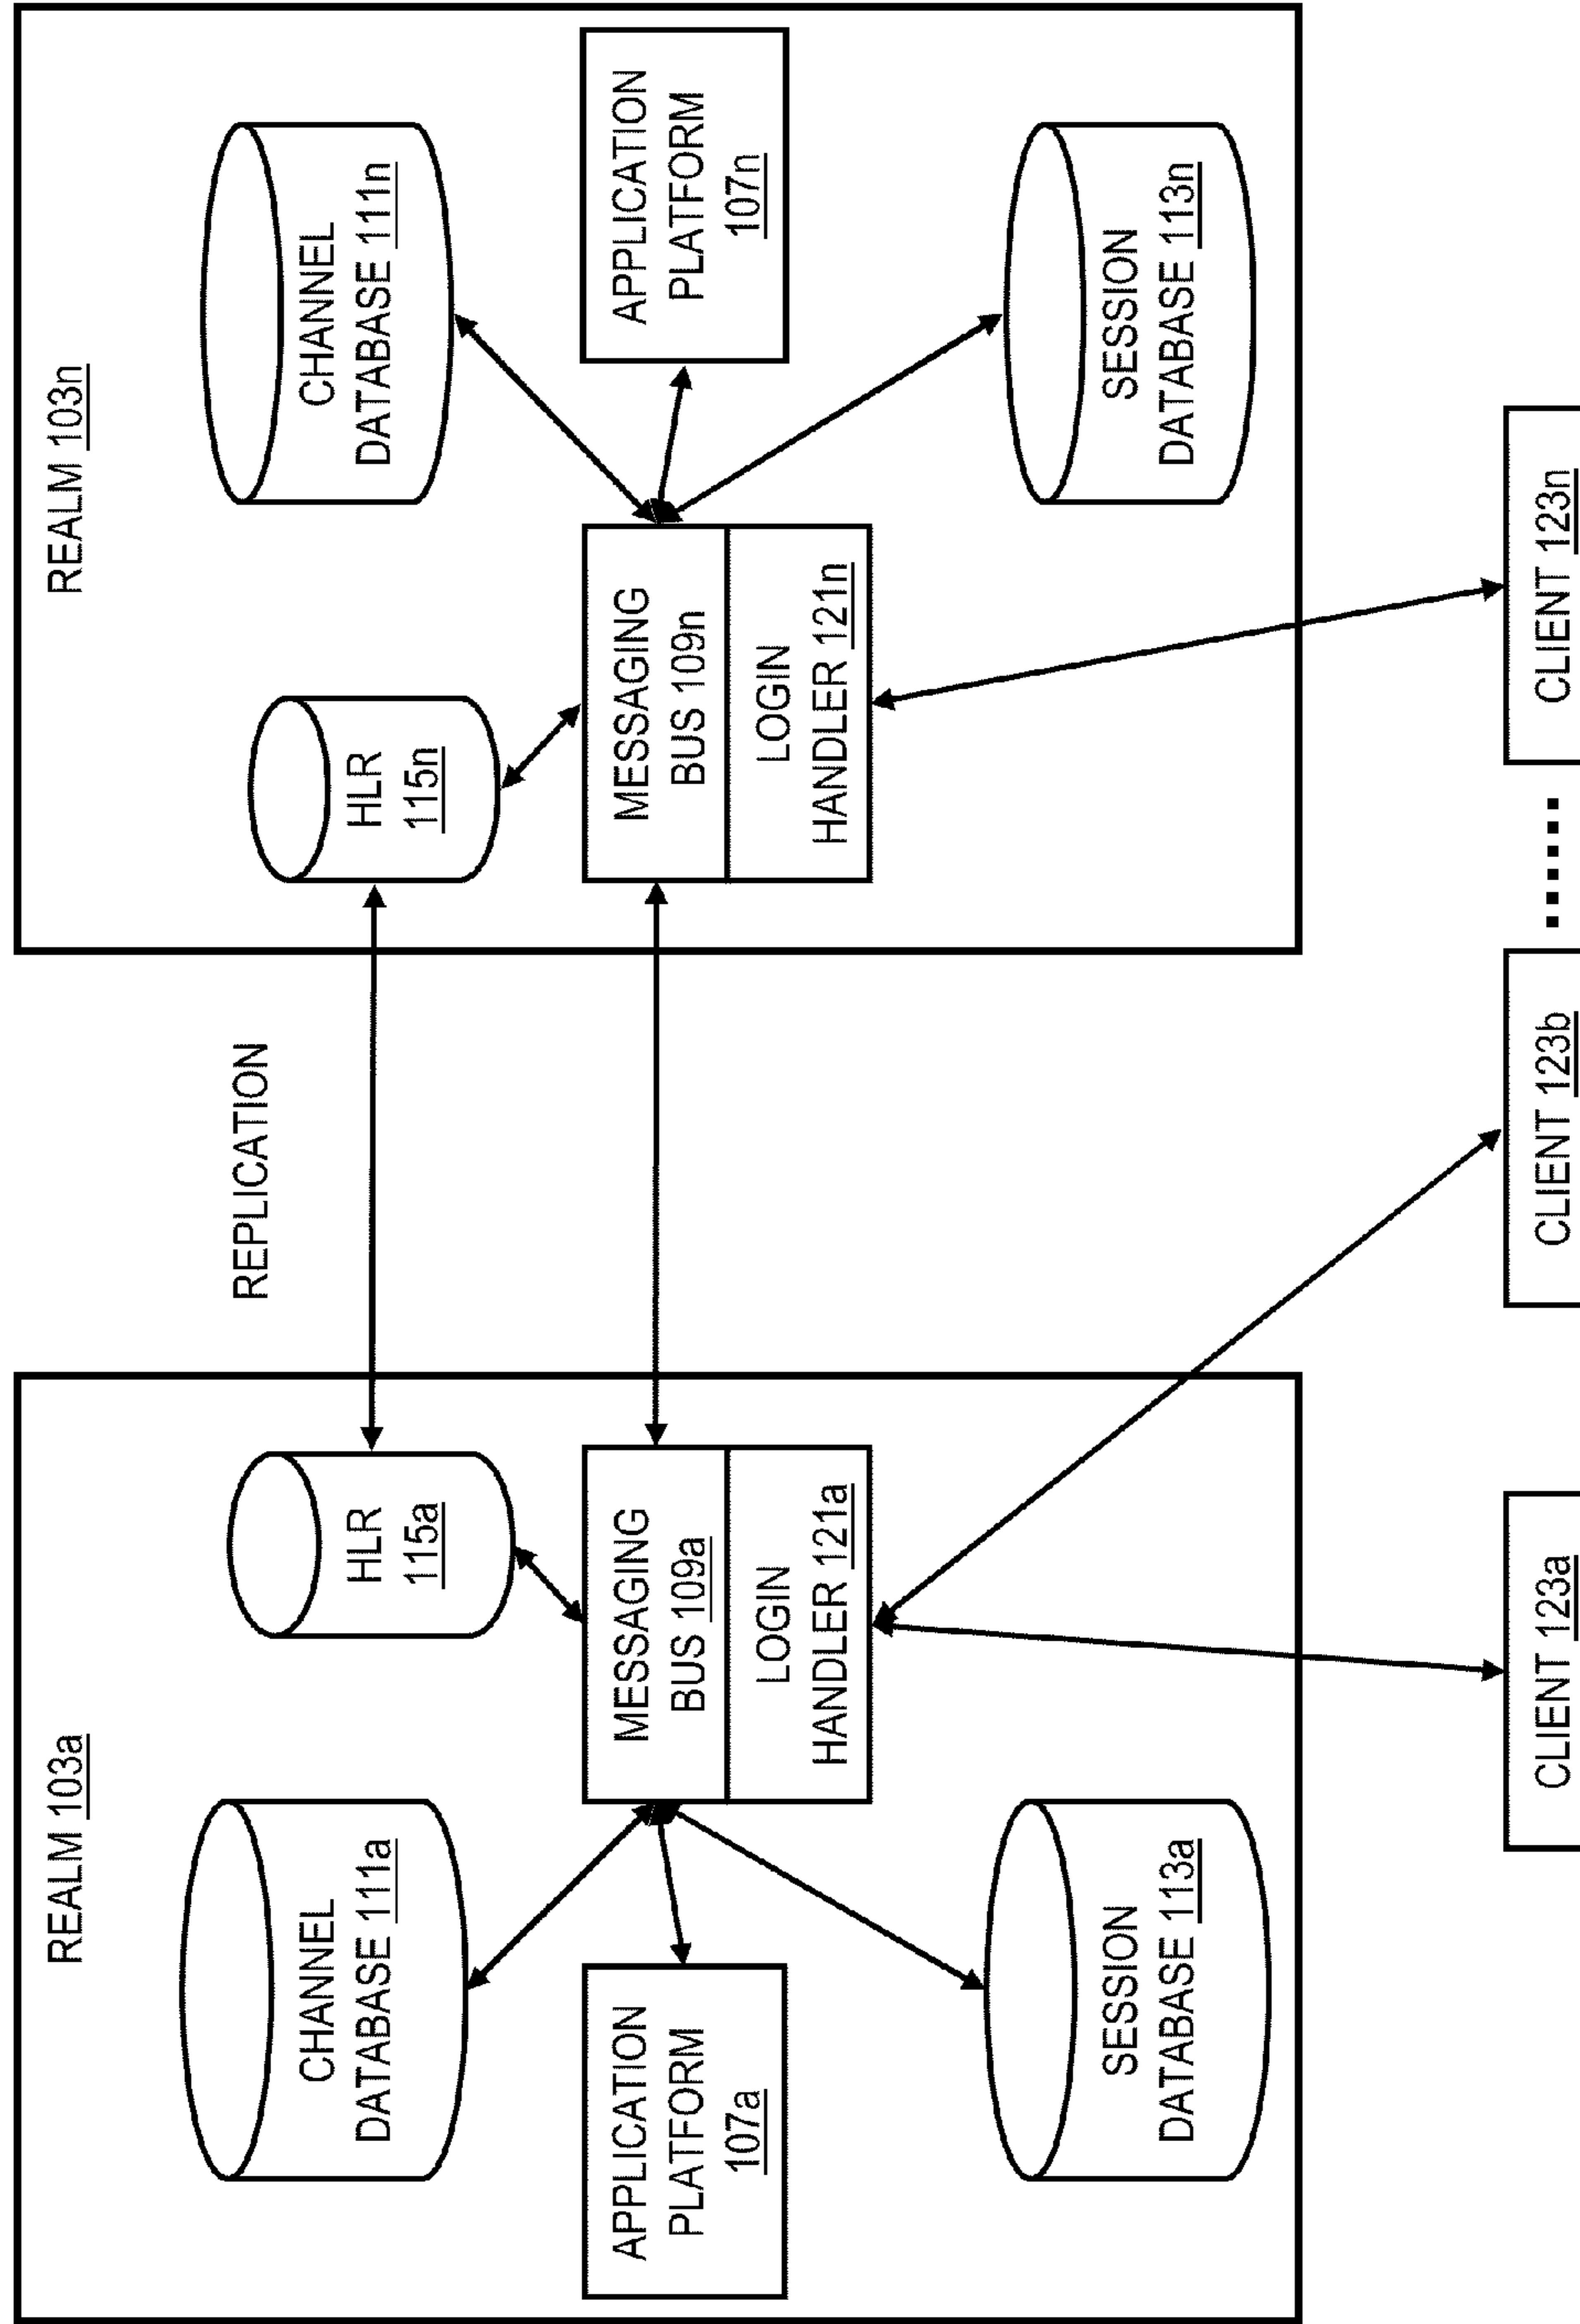 REALM 103a
CHANNEL
DATABASE 111a
HLR
115a
APPLICATION
PLATFORM
107a
MESSAGING
BUS 109a
LOGIN
HANDLER 121a
SESSION
DATABASE 113a
REPLICATION
REALM 103n
HLR
115n
CHANNEL
DATABASE 111n
MESSAGING
BUS 109n
LOGIN
HANDLER 121n
APPLICATION
PLATFORM
107n
SESSION
DATABASE 113n
CLIENT 123a
CLIENT 123b
CLIENT 123n